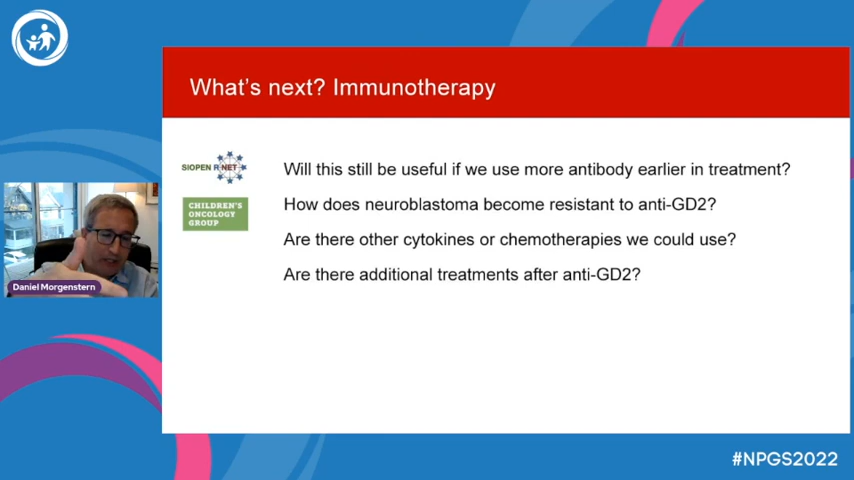 What's next? Immunotherapy
SIOPEN R NET
Will this still be useful if we use more antibody earlier in treatment?
CHILDREN'S
ONCOLOGY
GROUP
How does neuroblastoma become resistant to anti-GD2?
Are there other cytokines or chemotherapies we could use?
Are there additional treatments after anti-GD2?
Daniel Morgenstern
#NPGS2022